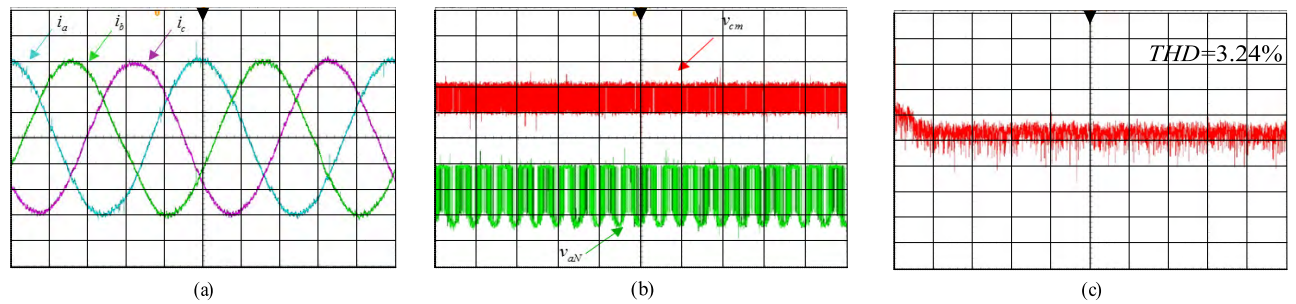 i_a i_b i_c
v_cm
v_aN
THD=3.24%
(a) (b) (c)